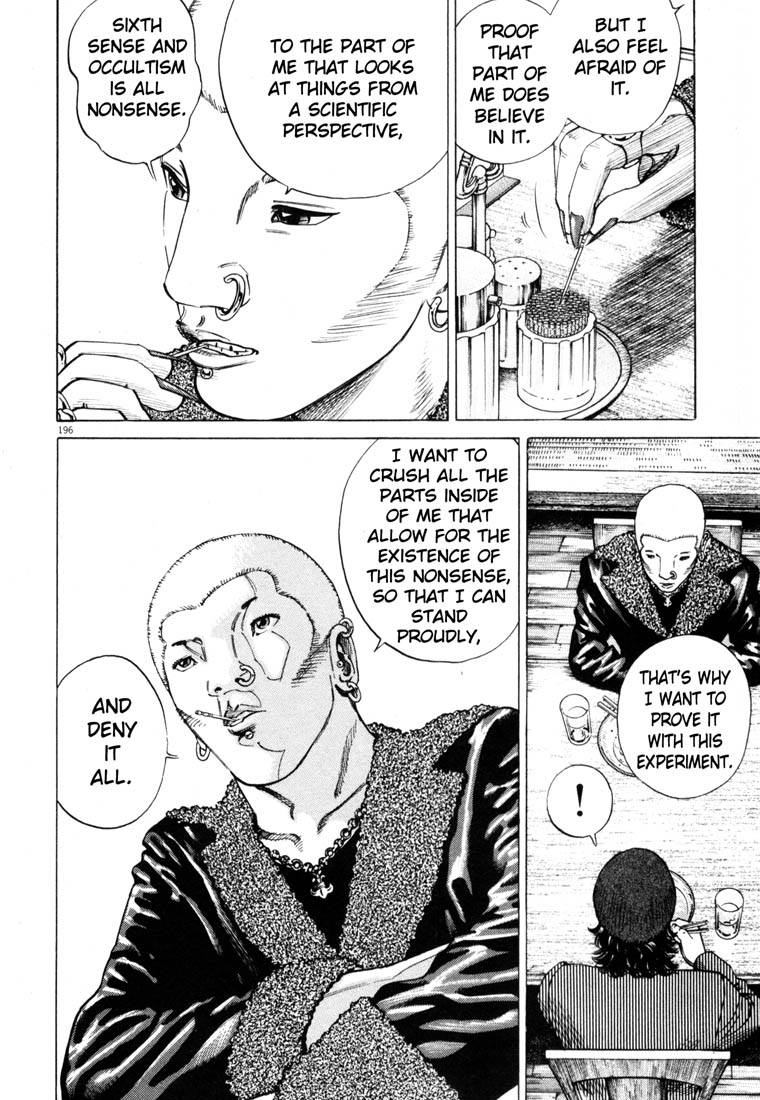 BUT I
ALSO FEEL
AFRAID OF
IT.
PROOF
THAT
PART OF
ME DOES
BELIEVE
IN IT.
TO THE PART OF
ME THAT LOOKS
AT THINGS FROM
A SCIENTIFIC
PERSPECTIVE,
SIXTH
SENSE AND
OCCULTISM
IS ALL
NONSENSE.
196
THAT'S WHY
I WANT TO
PROVE IT
WITH THIS
EXPERIMENT.
!
I WANT TO
CRUSH ALL THE
PARTS INSIDE
OF ME THAT
ALLOW FOR THE
EXISTENCE OF
THIS NONSENSE,
SO THAT I CAN
STAND
PROUDLY,
AND
DENY
IT
ALL.